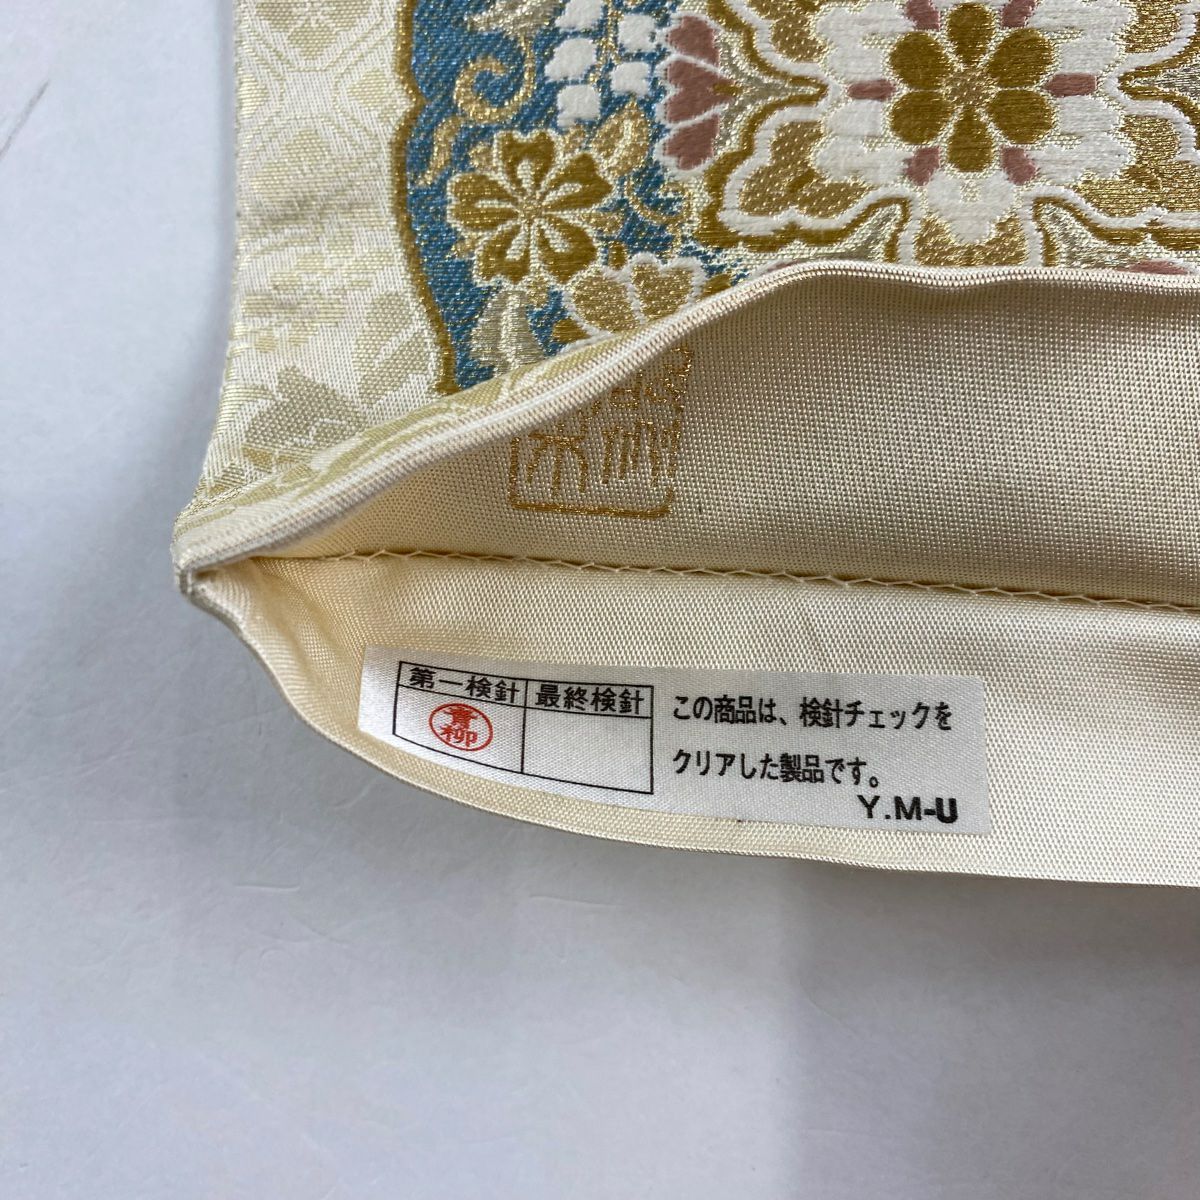 第一検針 最終検針
青柳
この商品は、検針チェックを
クリアした製品です。
Y.M-U